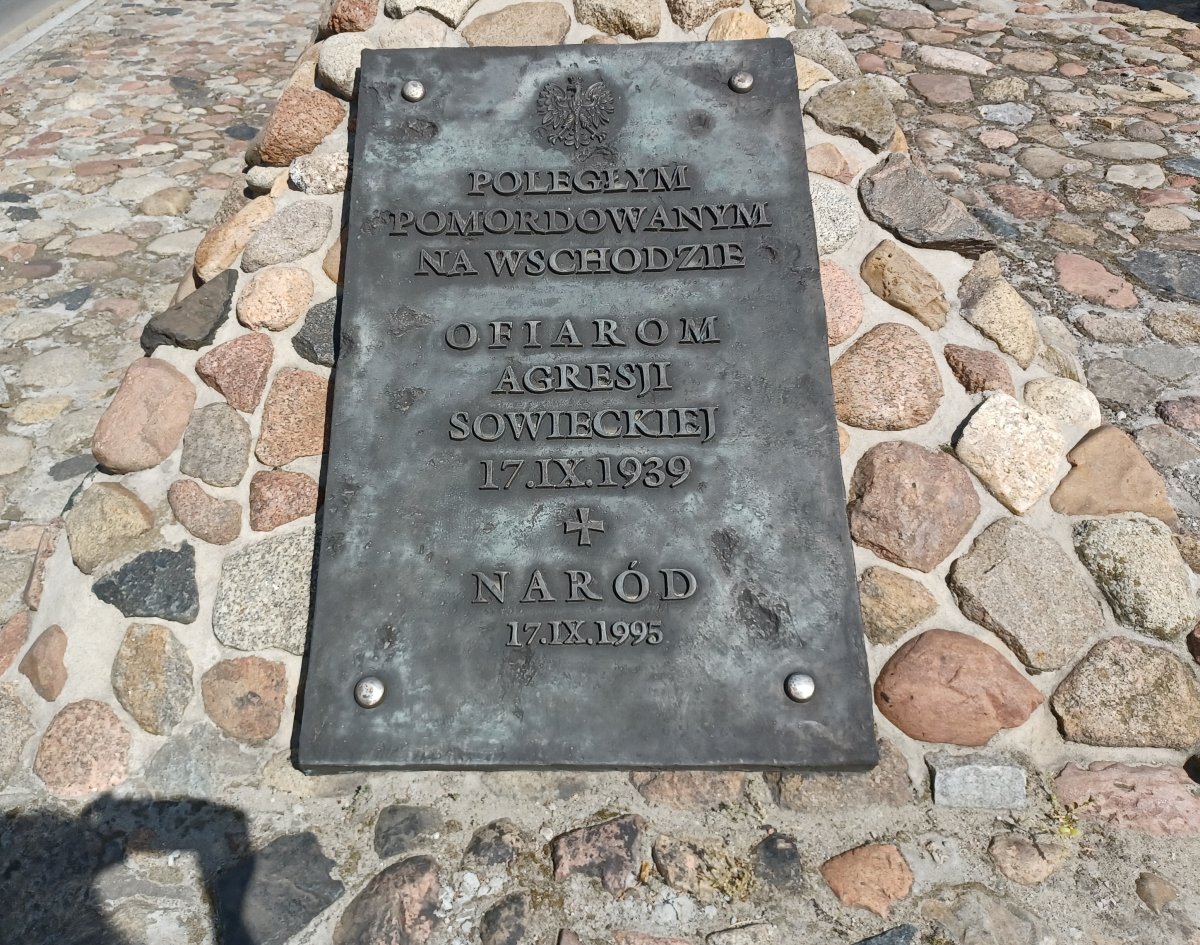 POLEGŁYM
POMORDOWANYM
NA WSCHODZIE
OFIAROM
AGRESJI
SOWIECKIEJ
17.IX.1939
NARÓD
17.IX.1995